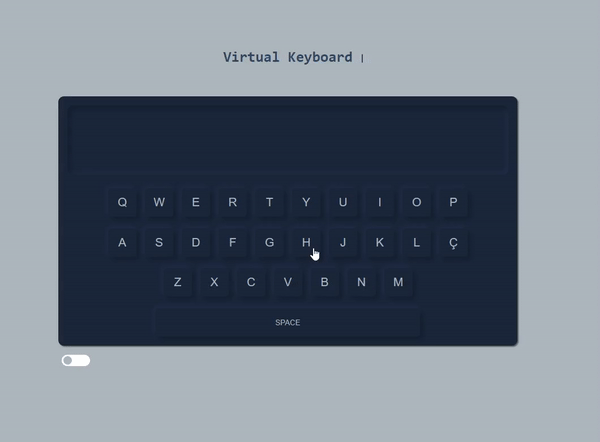 Virtual Keyboard |
Q W E R T Y U I O P
A S D F G H J K L Ç
Z X C V B N M
SPACE